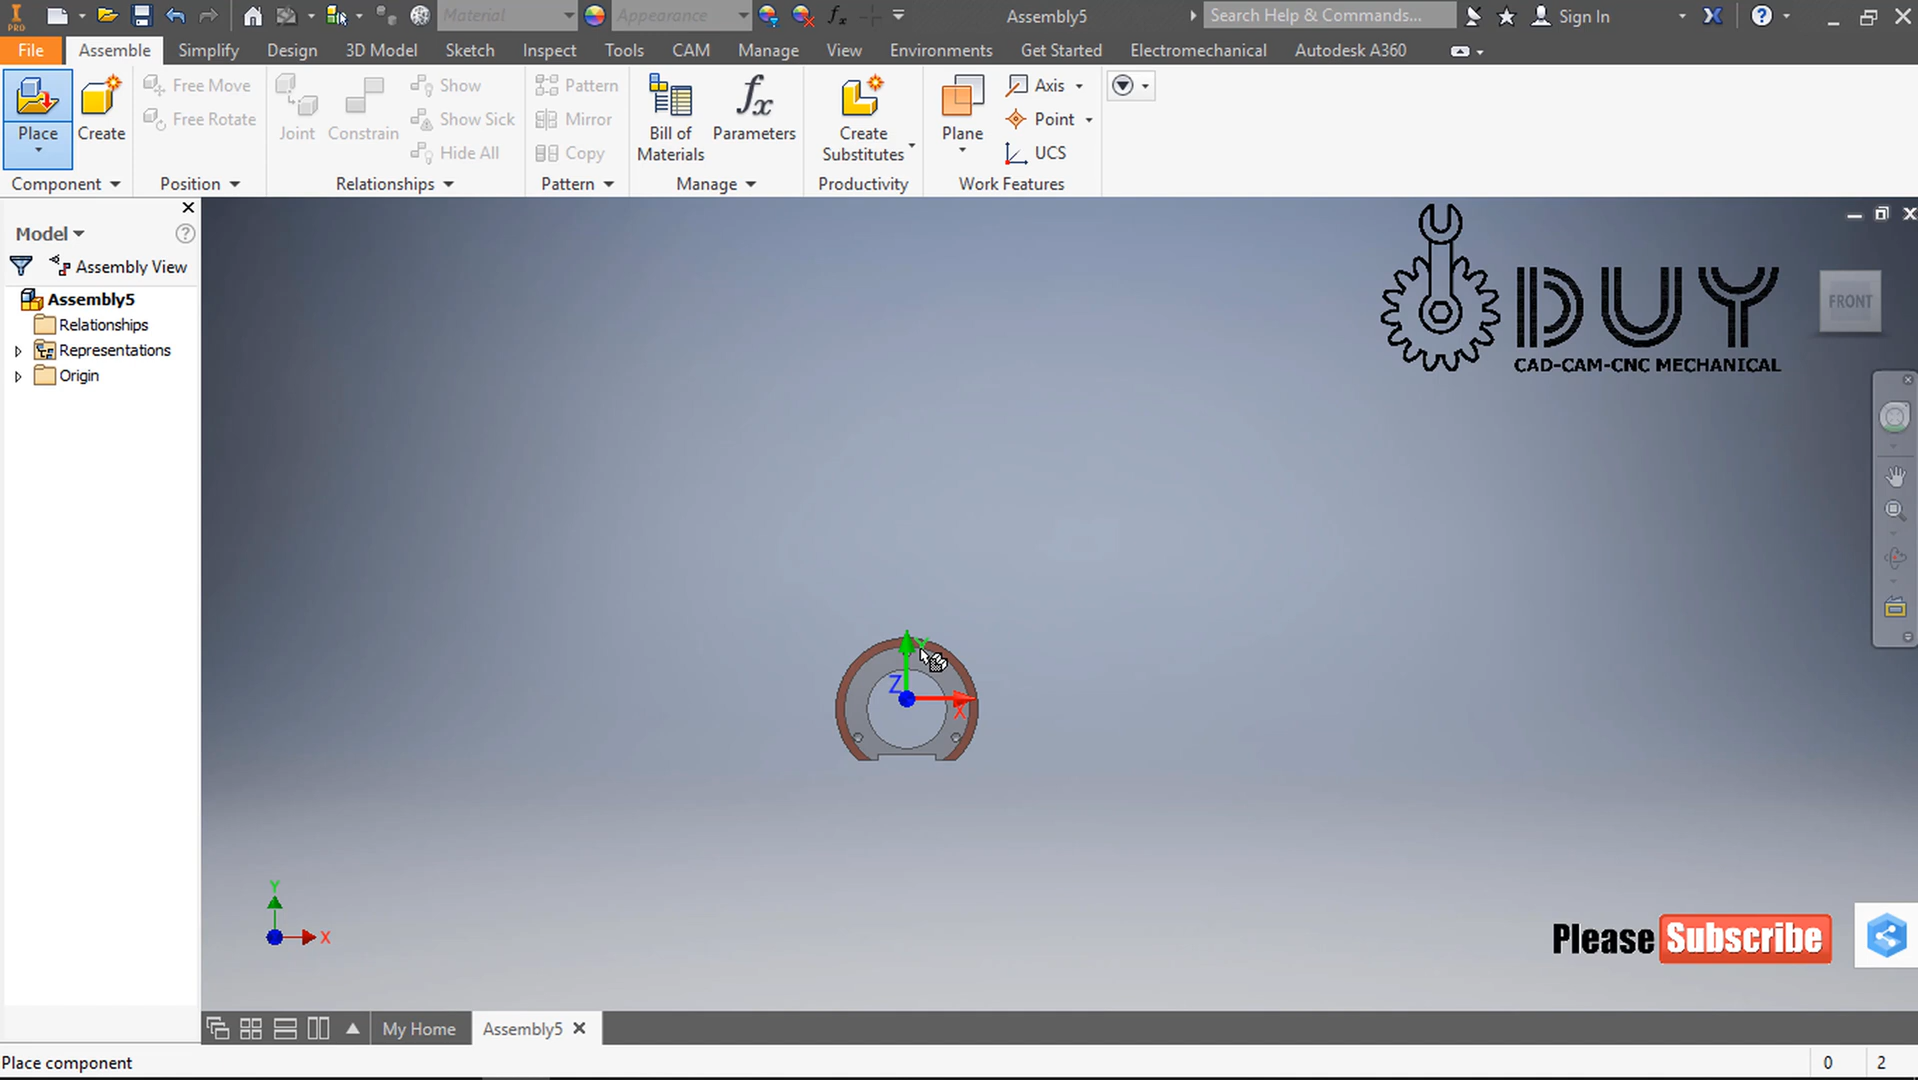 PRO
Material
Appearance
Assembly5
Search Help & Commands...
Sign In
File
Assemble
Simplify
Design
3D Model
Sketch
Inspect
Tools
CAM
Manage
View
Environments
Get Started
Electromechanical
Autodesk A360
Place
Create
Free Move
Free Rotate
Joint
Constrain
Show
Show Sick
Hide All
Pattern
Mirror
Copy
Bill of
Materials
fx
Parameters
Create
Substitutes
Plane
Axis
Point
UCS
Component
Position
Relationships
Pattern
Manage
Productivity
Work Features
Model
Assembly View
Assembly5
Relationships
Representations
Origin
DUY
CAD-CAM-CNC MECHANICAL
FRONT
Y
Z
X
Y
X
Please Subscribe
My Home
Assembly5
Place component
0
2